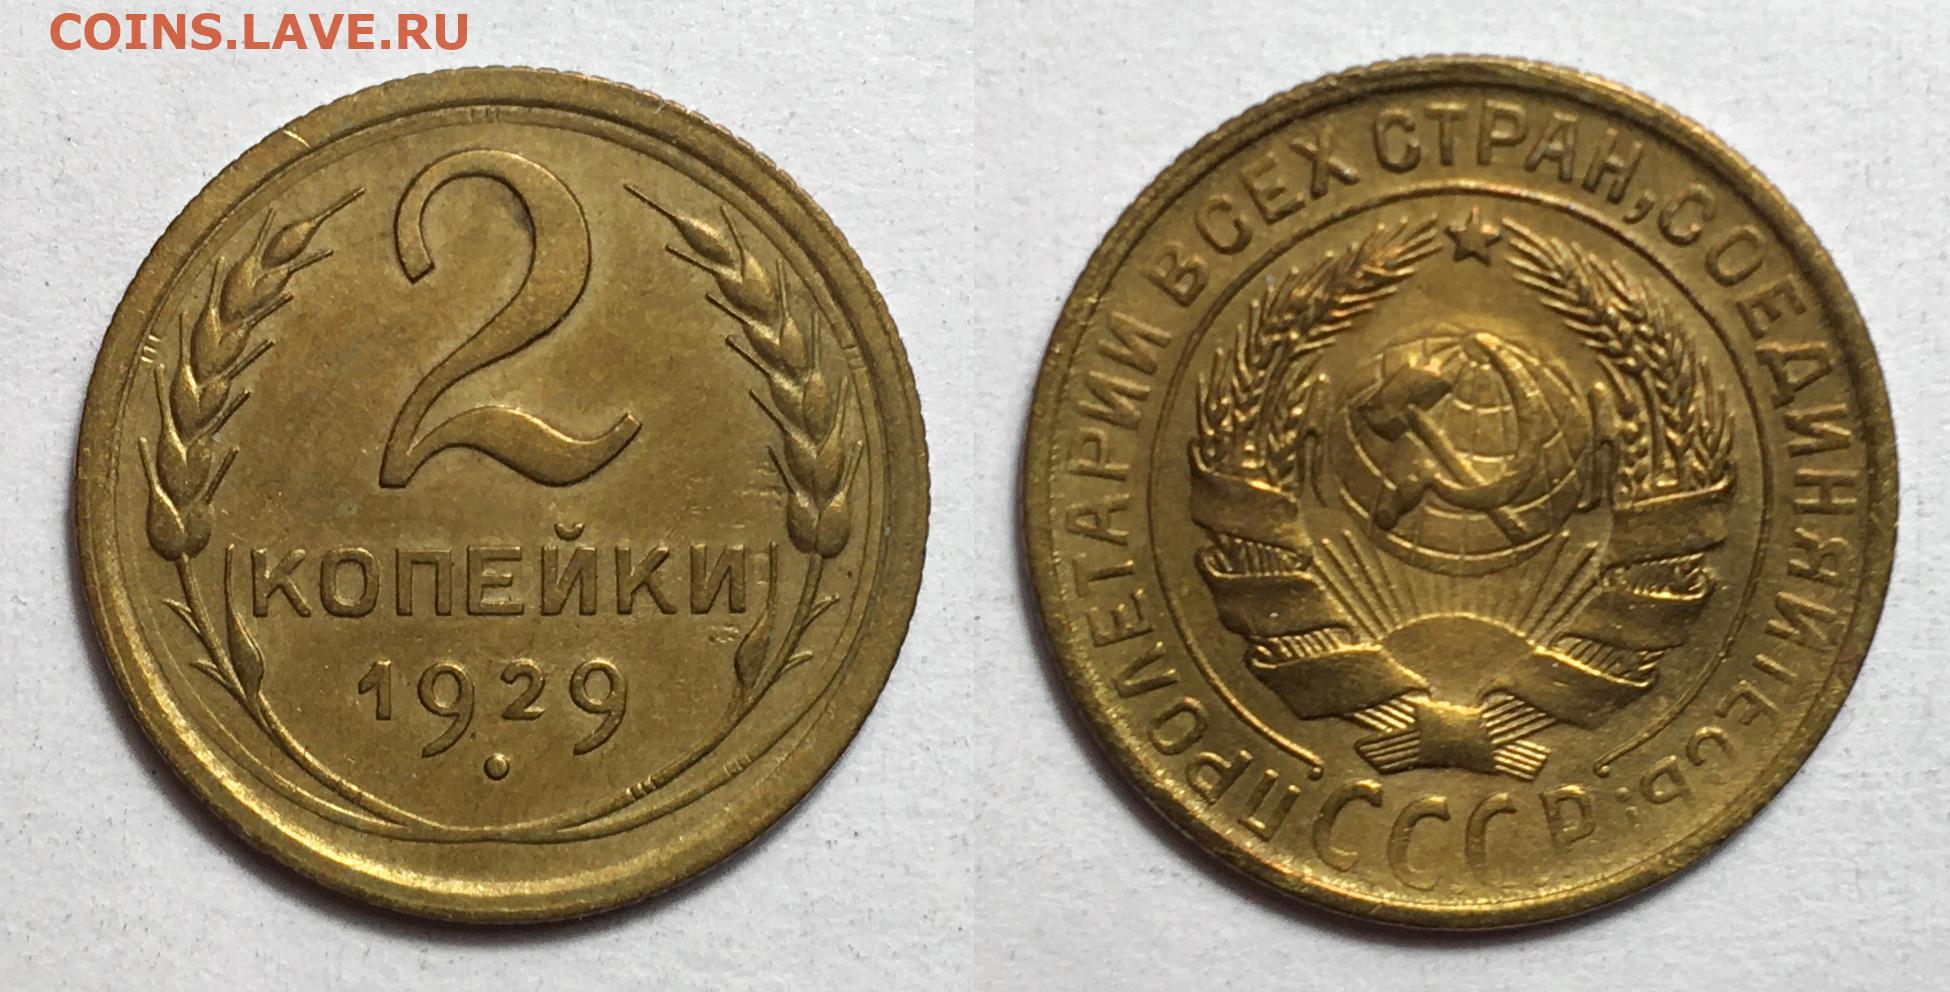 COINS.LAVE.RU
2
КОПЕЙКИ
1929
ПРОЛЕТАРИИ ВСЕХ СТРАН, СОЕДИНЯЙТЕСЬ!
СССР